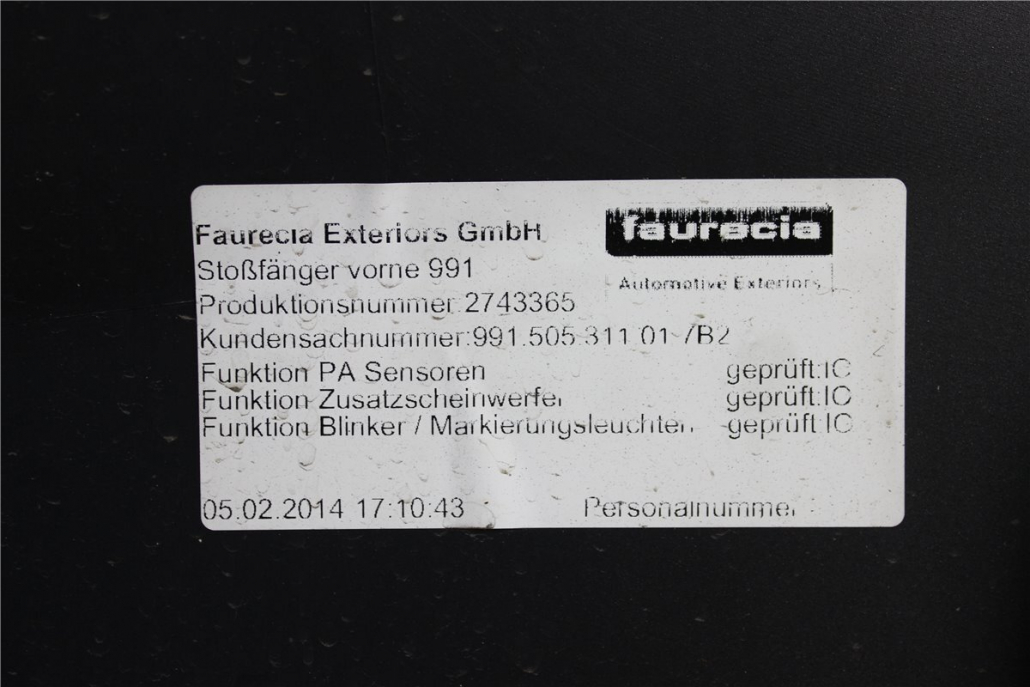 Faurecia Exteriors GmbH
faurecia
Automotive Exteriors
Stoßfänger vorne 991
Produktionsnummer:2743365
Kundensachnummer:991.505.311.01-/B2
Funktion PA Sensoren geprüft:IO
Funktion Zusatzscheinwerfer geprüft:IO
Funktion Blinker / Markierungsleuchten. geprüft:IO
05.02.2014 17:10:43 Personalnummer